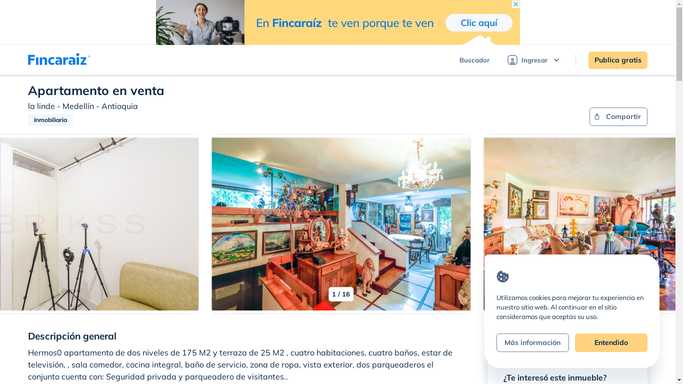 En Fincaraíz te ven porque te ven
Clic aquí
Fincaraíz
Buscador
Ingresar
Publica gratis
Apartamento en venta
la linde - Medellín - Antioquia
Inmobiliaria
Compartir
1 / 16
Utilizamos cookies para mejorar tu experiencia en
nuestro sitio web. Al continuar en el sitio
consideramos que aceptas su uso.
Más información
Entendido
Descripción general
Hermos0 apartamento de dos niveles de 175 M2 y terraza de 25 M2 , cuatro habitaciones, cuatro baños, estar de
televisión, , sala comedor, cocina integral, baño de servicio, zona de ropa, vista exterior, dos parqueaderos el
conjunto cuenta con: Seguridad privada y parqueadero de visitantes..
¿Te interesó este inmueble?